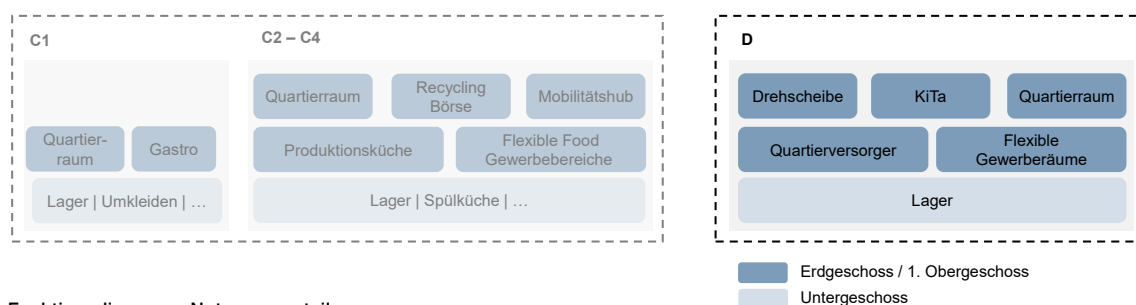 C1
C2 – C4
D
Quartierraum
Recycling
Börse
Mobilitätshub
Drehscheibe
KiTa
Quartierraum
Quartier-
raum
Gastro
Produktionsküche
Flexible Food
Gewerbebereiche
Quartierversorger
Flexible
Gewerberäume
Lager | Umkleiden | …
Lager | Spülküche | …
Lager
Erdgeschoss / 1. Obergeschoss
Untergeschoss